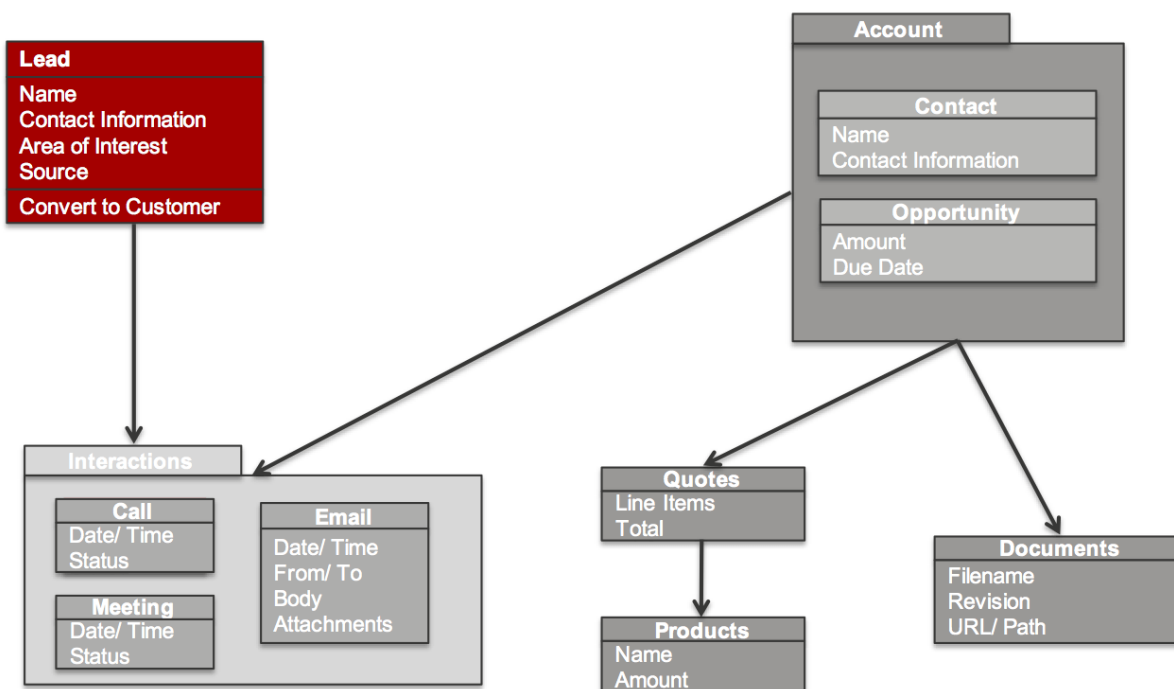 Lead
Name
Contact Information
Area of Interest
Source
Convert to Customer
Account
Contact
Name
Contact Information
Opportunity
Amount
Due Date
Interactions
Call
Date/ Time
Status
Meeting
Date/ Time
Status
Email
Date/ Time
From/ To
Body
Attachments
Quotes
Line Items
Total
Products
Name
Amount
Documents
Filename
Revision
URL/ Path